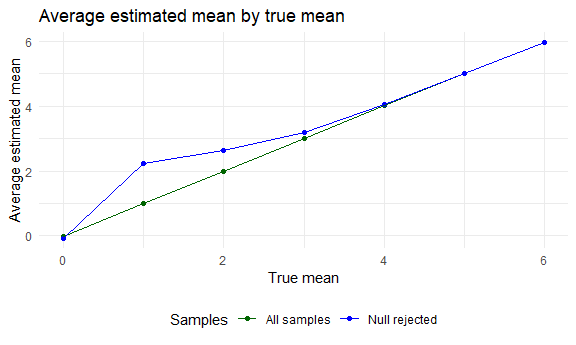 Average estimated mean by true mean
Average estimated mean
6
4
2
0
0 2 4 6
True mean
Samples All samples Null rejected